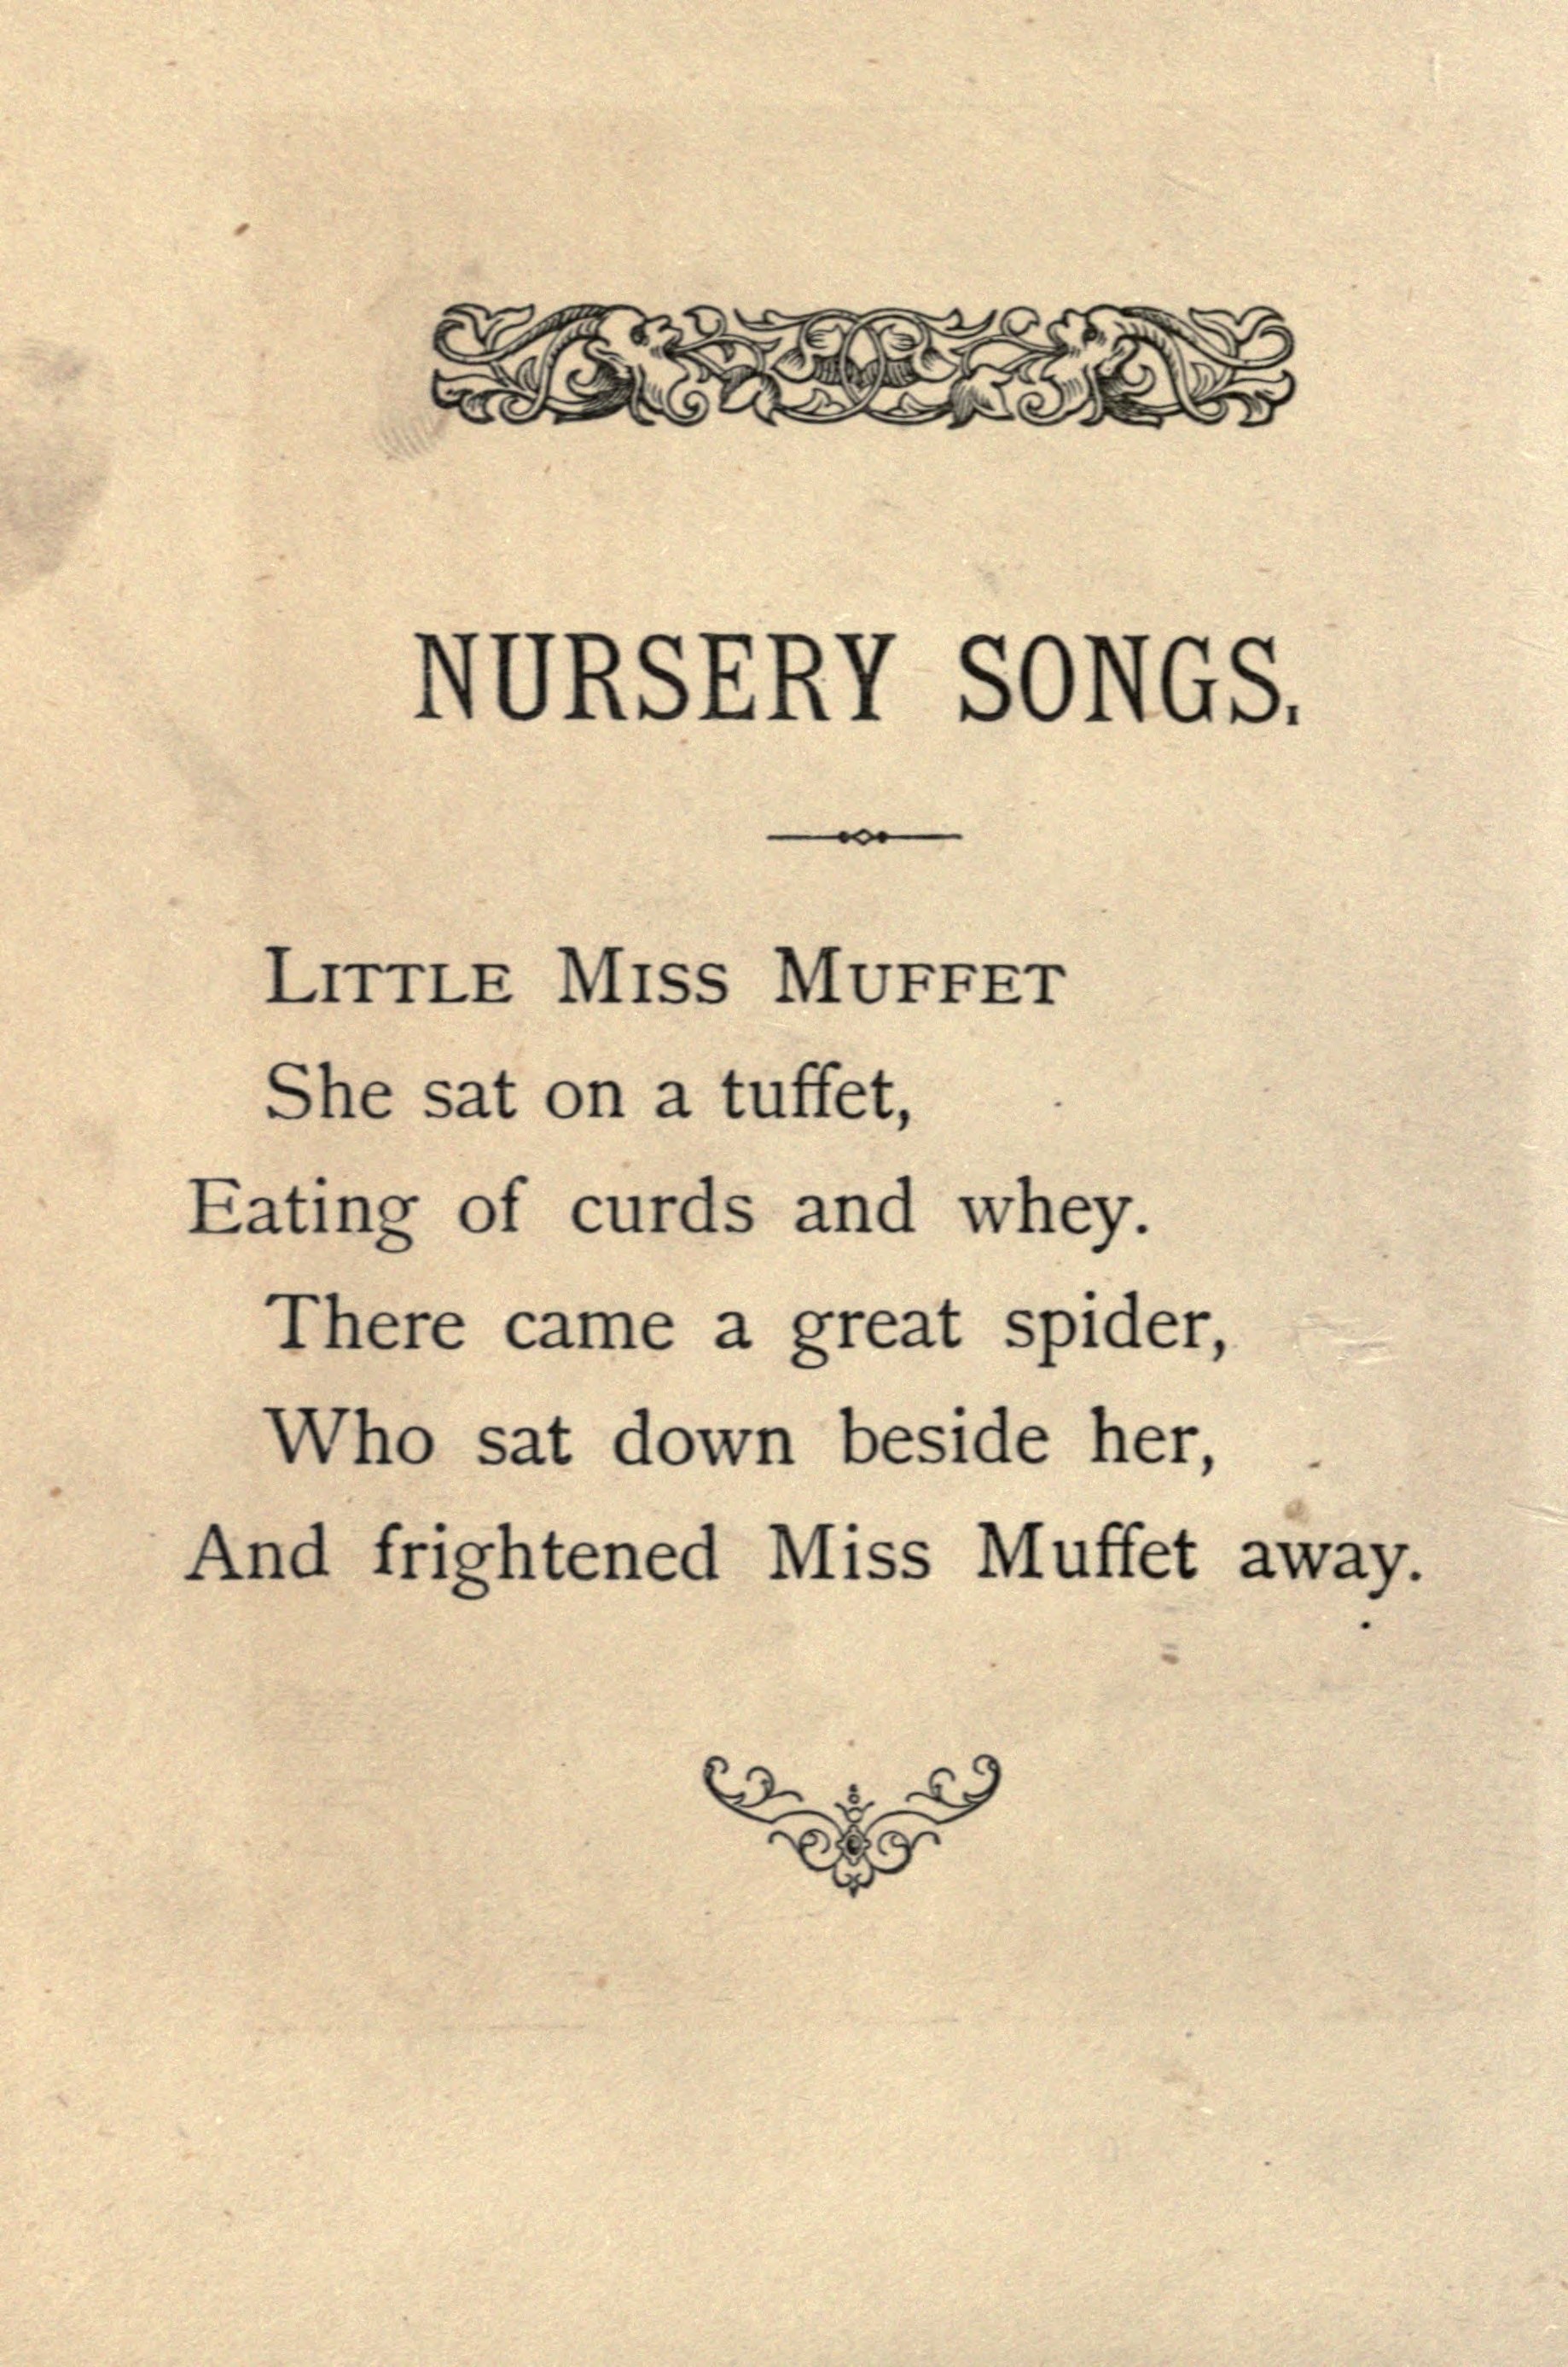 NURSERY SONGS.
LITTLE MISS MUFFET
She sat on a tuffet,
Eating of curds and whey.
There came a great spider,
Who sat down beside her,
And frightened Miss Muffet away.